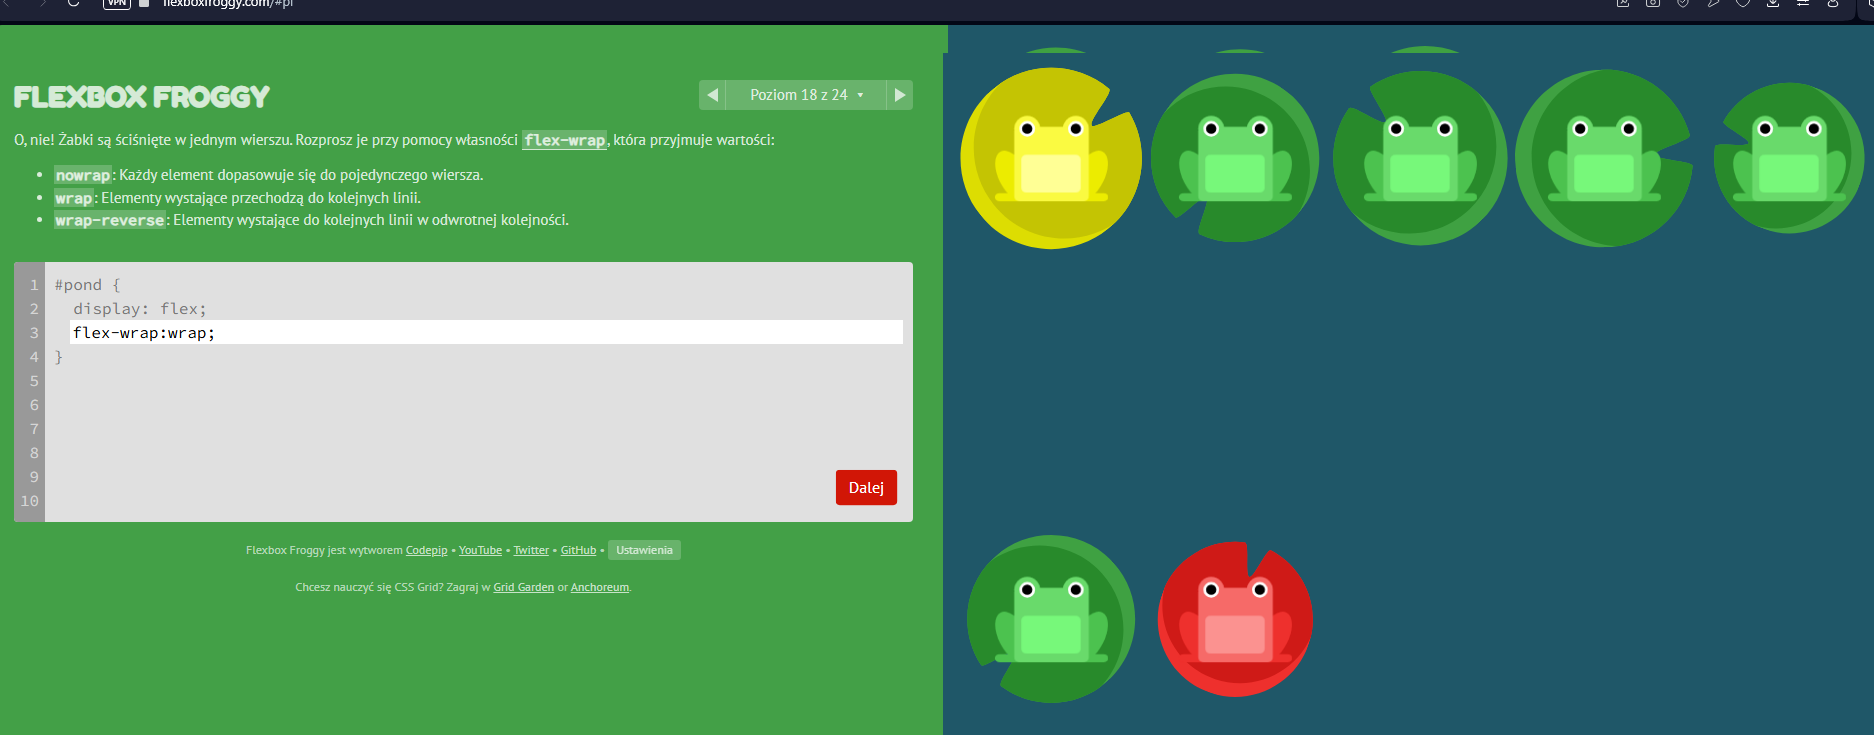 VPN flexboxfroggy.com/#pl
FLEXBOX FROGGY
Poziom 18 z 24
O, nie! Żabki są ściśnięte w jednym wierszu. Rozprosz je przy pomocy własności flex-wrap, która przyjmuje wartości:
nowrap: Każdy element dopasowuje się do pojedynczego wiersza.
wrap: Elementy wystające przechodzą do kolejnych linii.
wrap-reverse: Elementy wystające do kolejnych linii w odwrotnej kolejności.
1 #pond {
2 display: flex;
3 flex-wrap:wrap;
4 }
5
6
7
8
9
10
Dalej
Flexbox Froggy jest wytworem Codepip • YouTube • Twitter • GitHub • Ustawienia
Chcesz nauczyć się CSS Grid? Zagraj w Grid Garden or Anchoreum.